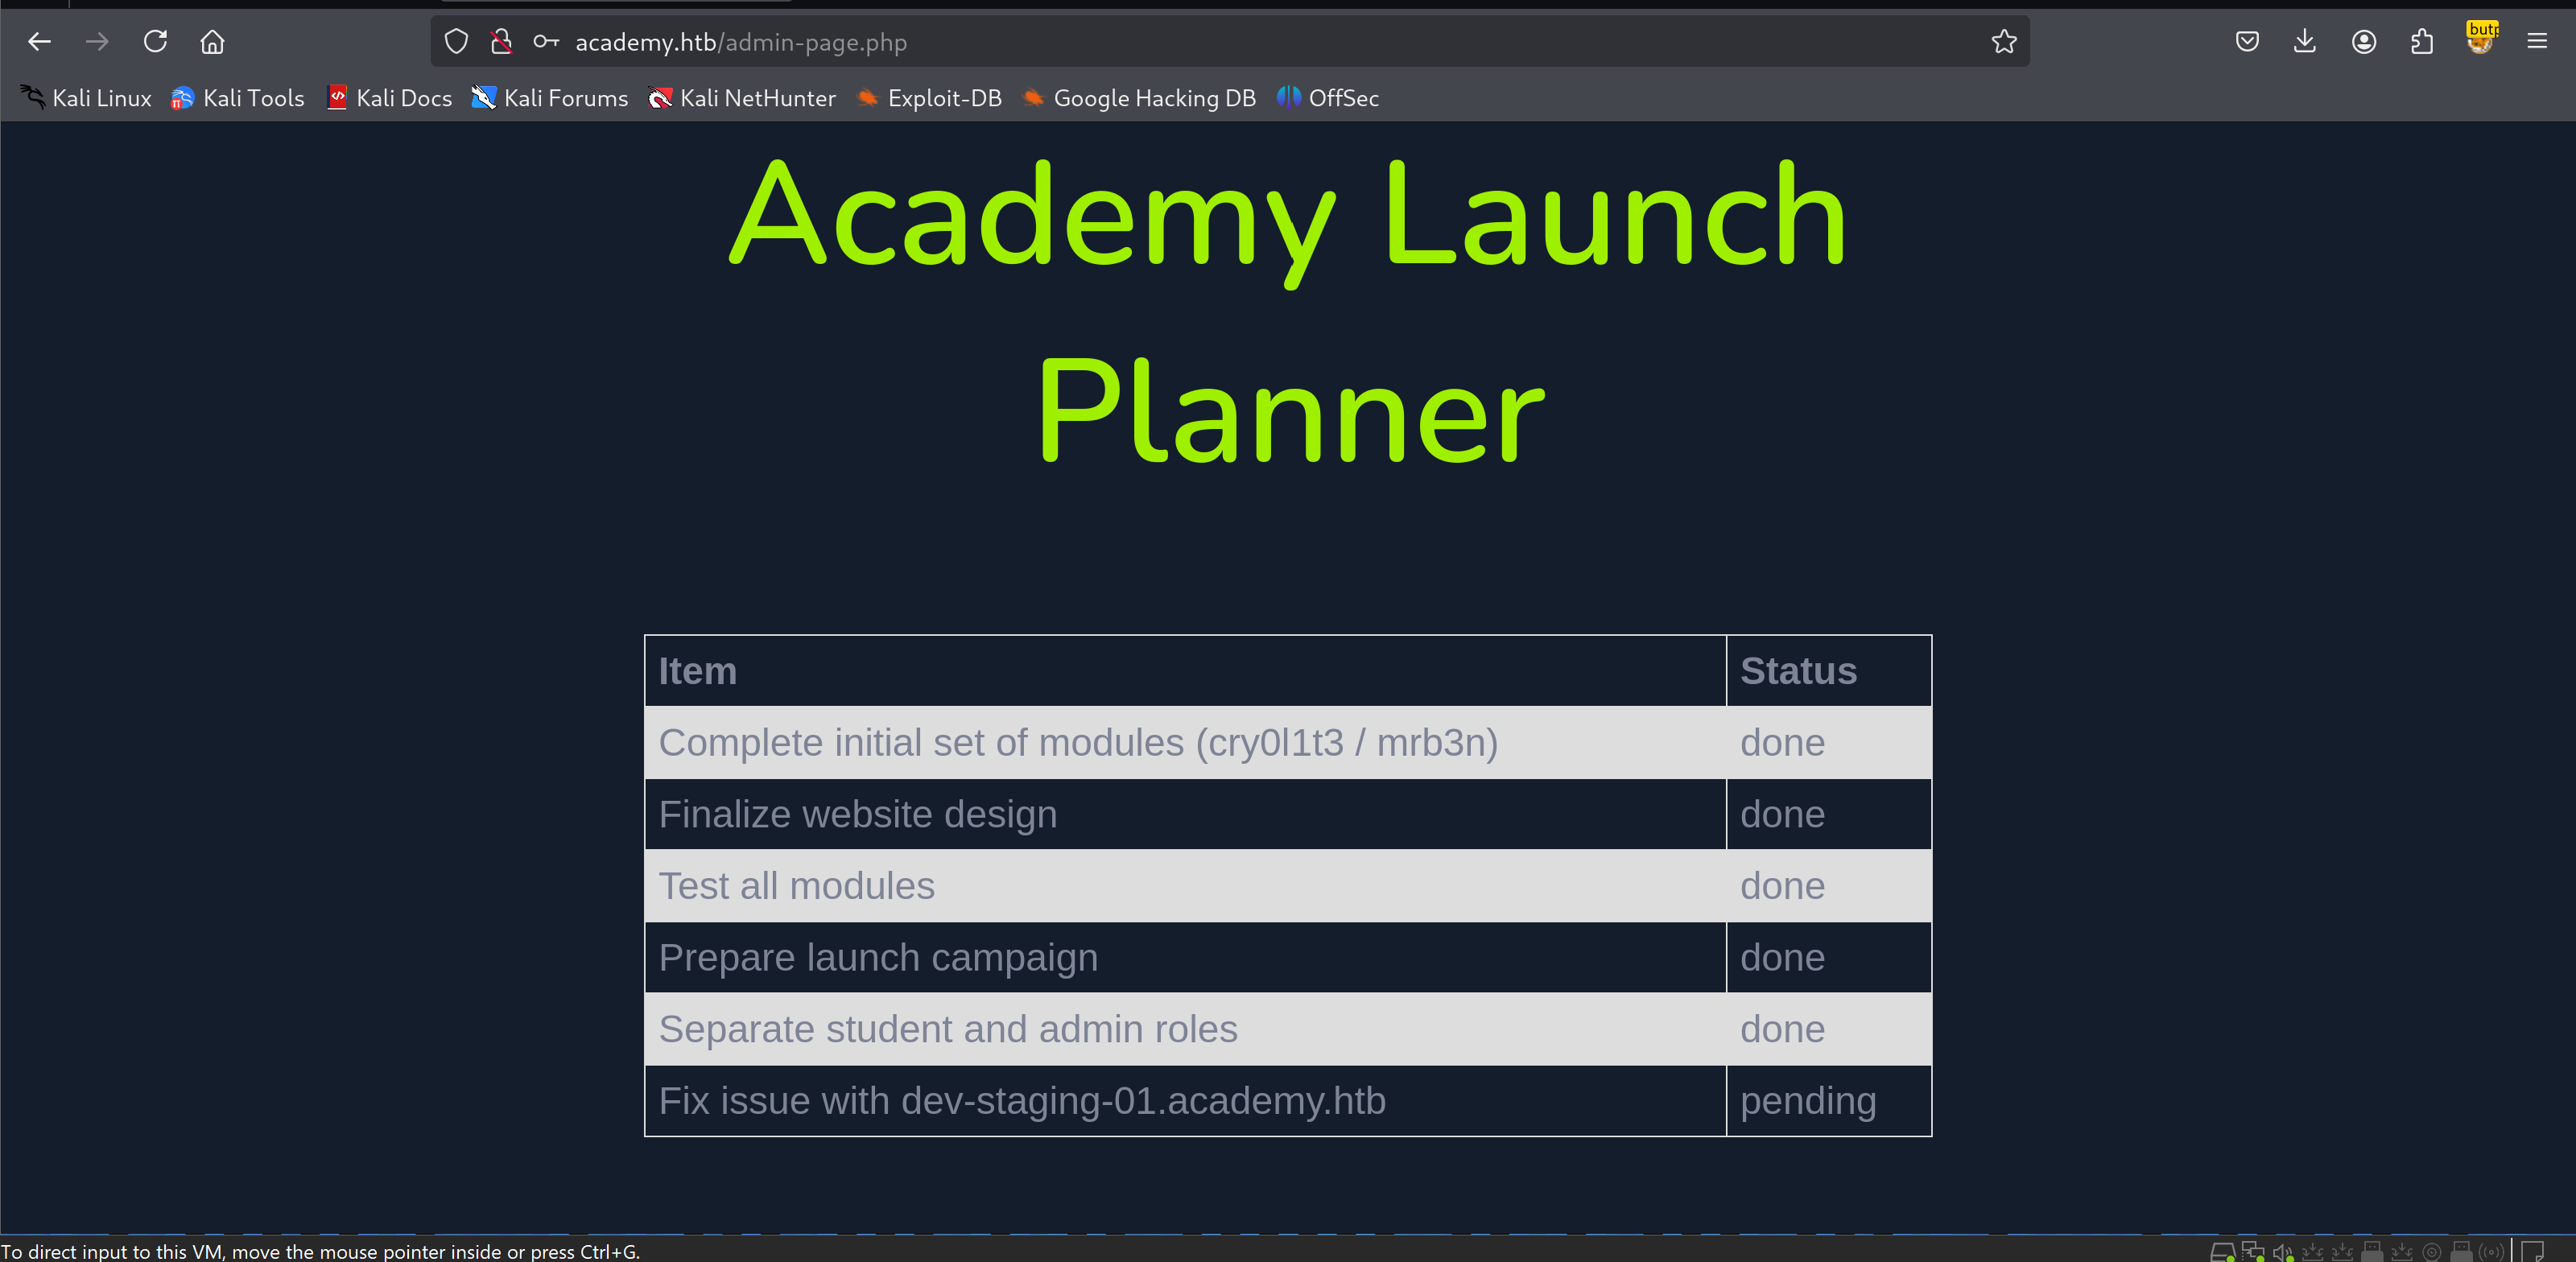 academy.htb/admin-page.php
butp
Kali Linux Kali Tools Kali Docs Kali Forums Kali NetHunter Exploit-DB Google Hacking DB OffSec
Academy Launch
Planner
Item Status
Complete initial set of modules (cry0l1t3 / mrb3n) done
Finalize website design done
Test all modules done
Prepare launch campaign done
Separate student and admin roles done
Fix issue with dev-staging-01.academy.htb pending
To direct input to this VM, move the mouse pointer inside or press Ctrl+G.